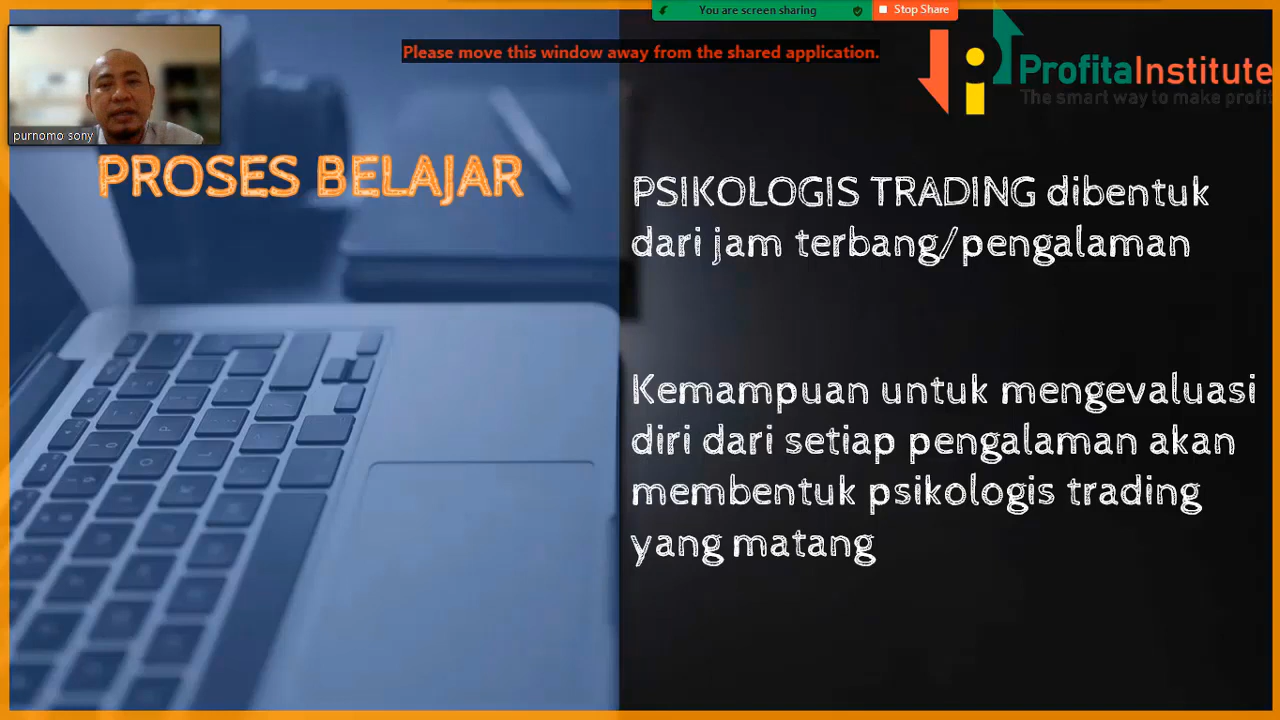 You are screen sharing
Stop Share
Please move this window away from the shared application.
ProfitaInstitute
The smart way to make profit
purnomo sony
PROSES BELAJAR
PSIKOLOGIS TRADING dibentuk
dari jam terbang/pengalaman
Kemampuan untuk mengevaluasi
diri dari setiap pengalaman akan
membentuk psikologis trading
yang matang